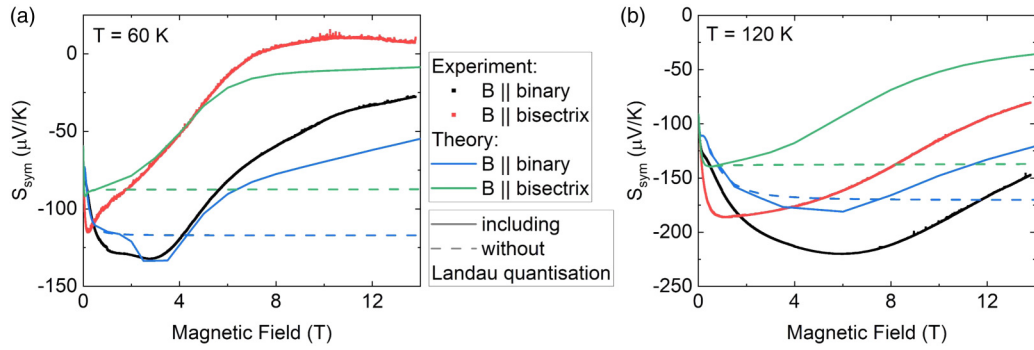 (a)
T = 60 K
0
-50
-100
-150
S_sym (µV/K)
0
4
8
12
Magnetic Field (T)
Experiment:
B || binary
B || bisectrix
Theory:
B || binary
B || bisectrix
including
without
Landau quantisation
(b)
T = 120 K
0
-50
-100
-150
-200
-250
S_sym (µV/K)
0
4
8
12
Magnetic Field (T)